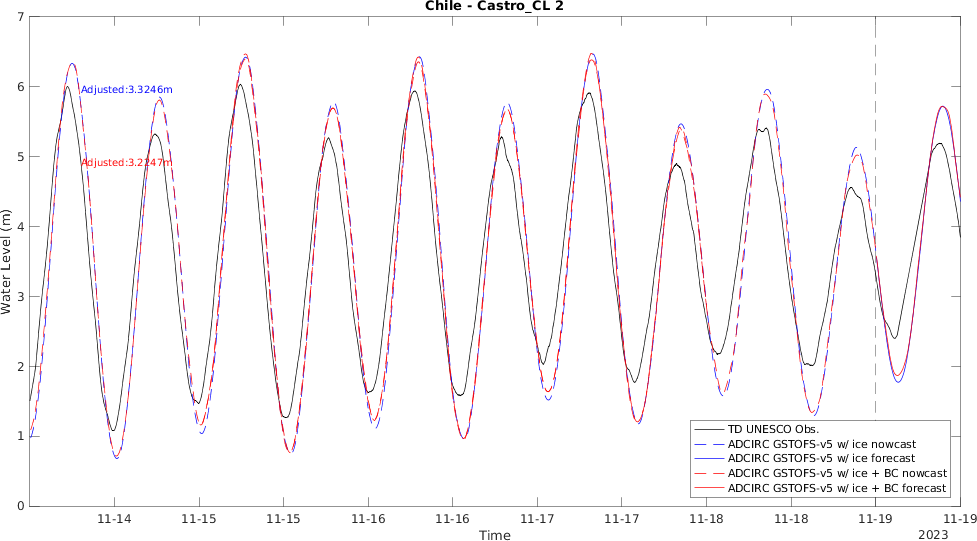 Chile - Castro_CL 2
7
6
5
4
3
2
1
0
Water Level (m)
Adjusted:3.3246m
Adjusted:3.2247m
TD UNESCO Obs.
ADCIRC GSTOFS-v5 w/ ice nowcast
ADCIRC GSTOFS-v5 w/ ice forecast
ADCIRC GSTOFS-v5 w/ ice + BC nowcast
ADCIRC GSTOFS-v5 w/ ice + BC forecast
11-14 11-15 11-15 11-16 11-16 11-17 11-17 11-18 11-18 11-19 11-19
Time
2023